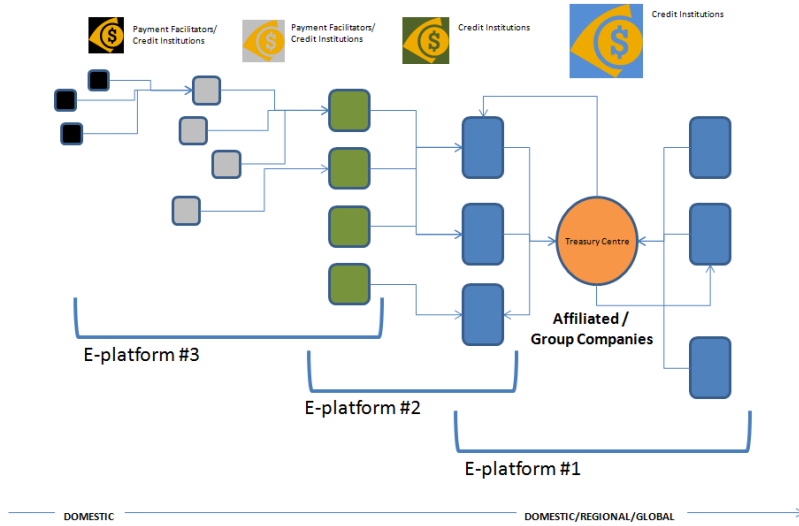 Payment Facilitators/
Credit Institutions
Payment Facilitators/
Credit Institutions
Credit Institutions
Credit Institutions
$
$
$
$
Treasury Centre
Affiliated /
Group Companies
E-platform #3
E-platform #2
E-platform #1
DOMESTIC
DOMESTIC/REGIONAL/GLOBAL